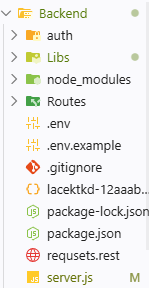 Backend
auth
Libs
node_modules
Routes
.env
.env.example
.gitignore
lacektkd-12aaab...
package-lock.json
package.json
requsets.rest
server.js M